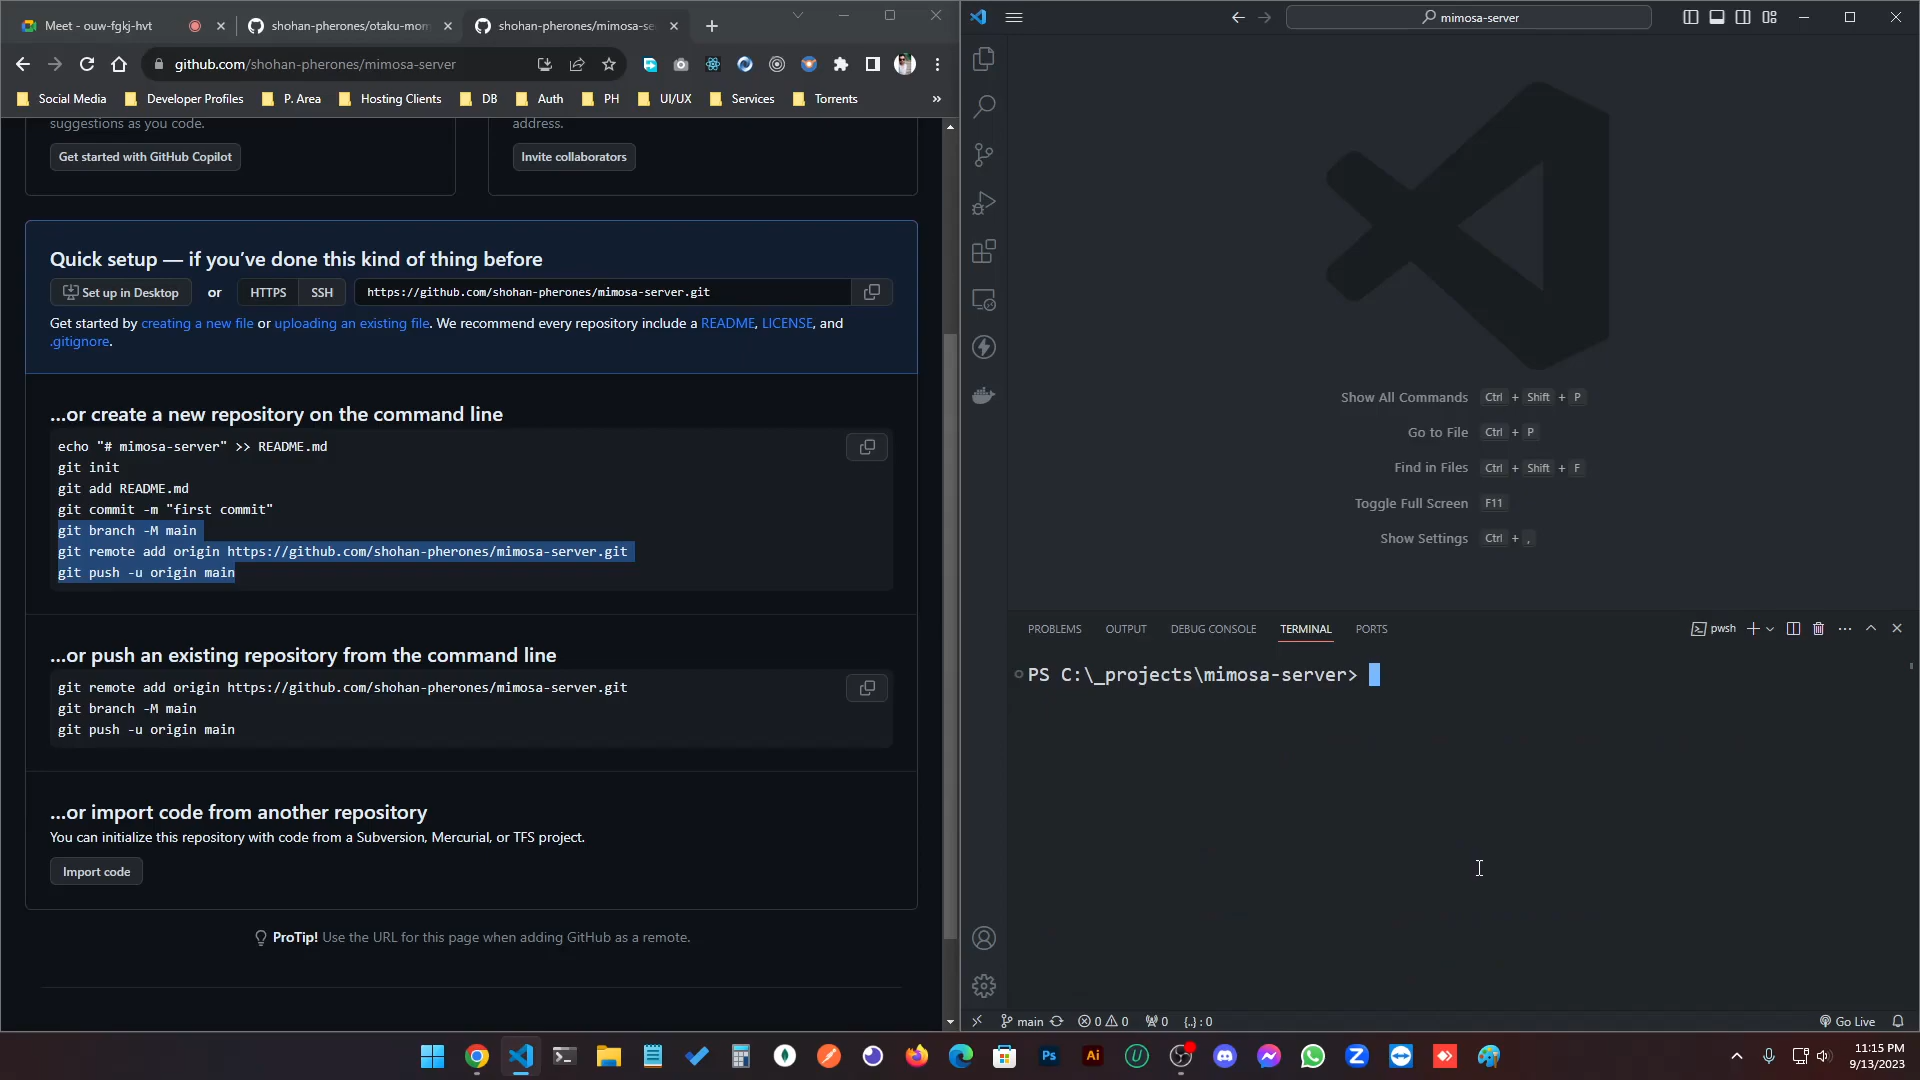 Meet - ouw-fgkj-hvt
shohan-pherones/otaku-mom
shohan-pherones/mimosa-se
mimosa-server
github.com/shohan-pherones/mimosa-server
Social Media
Developer Profiles
P. Area
Hosting Clients
DB
Auth
PH
UI/UX
Services
Torrents
»
suggestions as you code.
address.
Get started with GitHub Copilot
Invite collaborators
Quick setup — if you've done this kind of thing before
Set up in Desktop
or
HTTPS
SSH
https://github.com/shohan-pherones/mimosa-server.git
Get started by creating a new file or uploading an existing file. We recommend every repository include a README, LICENSE, and
.gitignore.
…or create a new repository on the command line
echo "# mimosa-server" >> README.md
git init
git add README.md
git commit -m "first commit"
git branch -M main
git remote add origin https://github.com/shohan-pherones/mimosa-server.git
git push -u origin main
…or push an existing repository from the command line
git remote add origin https://github.com/shohan-pherones/mimosa-server.git
git branch -M main
git push -u origin main
…or import code from another repository
You can initialize this repository with code from a Subversion, Mercurial, or TFS project.
Import code
ProTip! Use the URL for this page when adding GitHub as a remote.
Show All Commands Ctrl + Shift + P
Go to File Ctrl + P
Find in Files Ctrl + Shift + F
Toggle Full Screen F11
Show Settings Ctrl + ,
PROBLEMS
OUTPUT
DEBUG CONSOLE
TERMINAL
PORTS
pwsh
PS C:\_projects\mimosa-server>
main
0
0
0
{..} : 0
Go Live
Ps
Ai
11:15 PM
9/13/2023